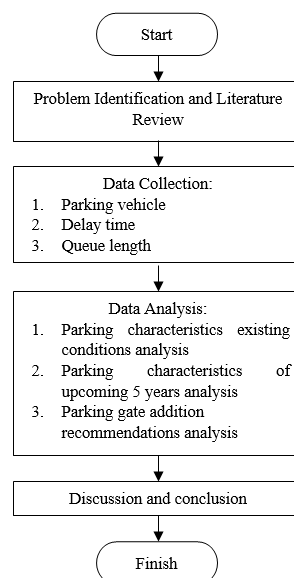 Start
Problem Identification and Literature
Review
Data Collection:
1. Parking vehicle
2. Delay time
3. Queue length
Data Analysis:
1. Parking characteristics existing
conditions analysis
2. Parking characteristics of
upcoming 5 years analysis
3. Parking gate addition
recommendations analysis
Discussion and conclusion
Finish